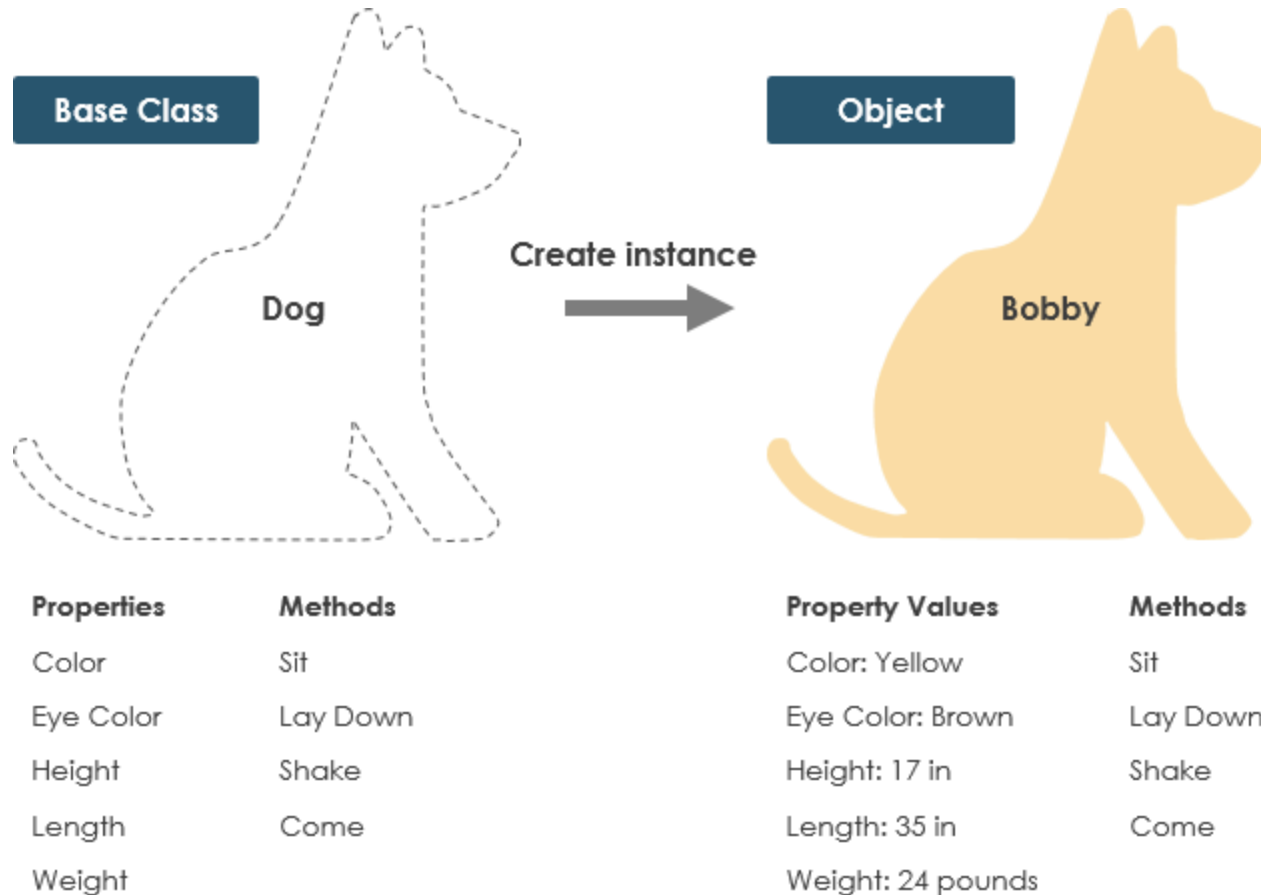 Base Class
Object
Create instance
Dog
Bobby
Properties Methods Property Values Methods
Color Sit Color: Yellow Sit
Eye Color Lay Down Eye Color: Brown Lay Down
Height Shake Height: 17 in Shake
Length Come Length: 35 in Come
Weight Weight: 24 pounds